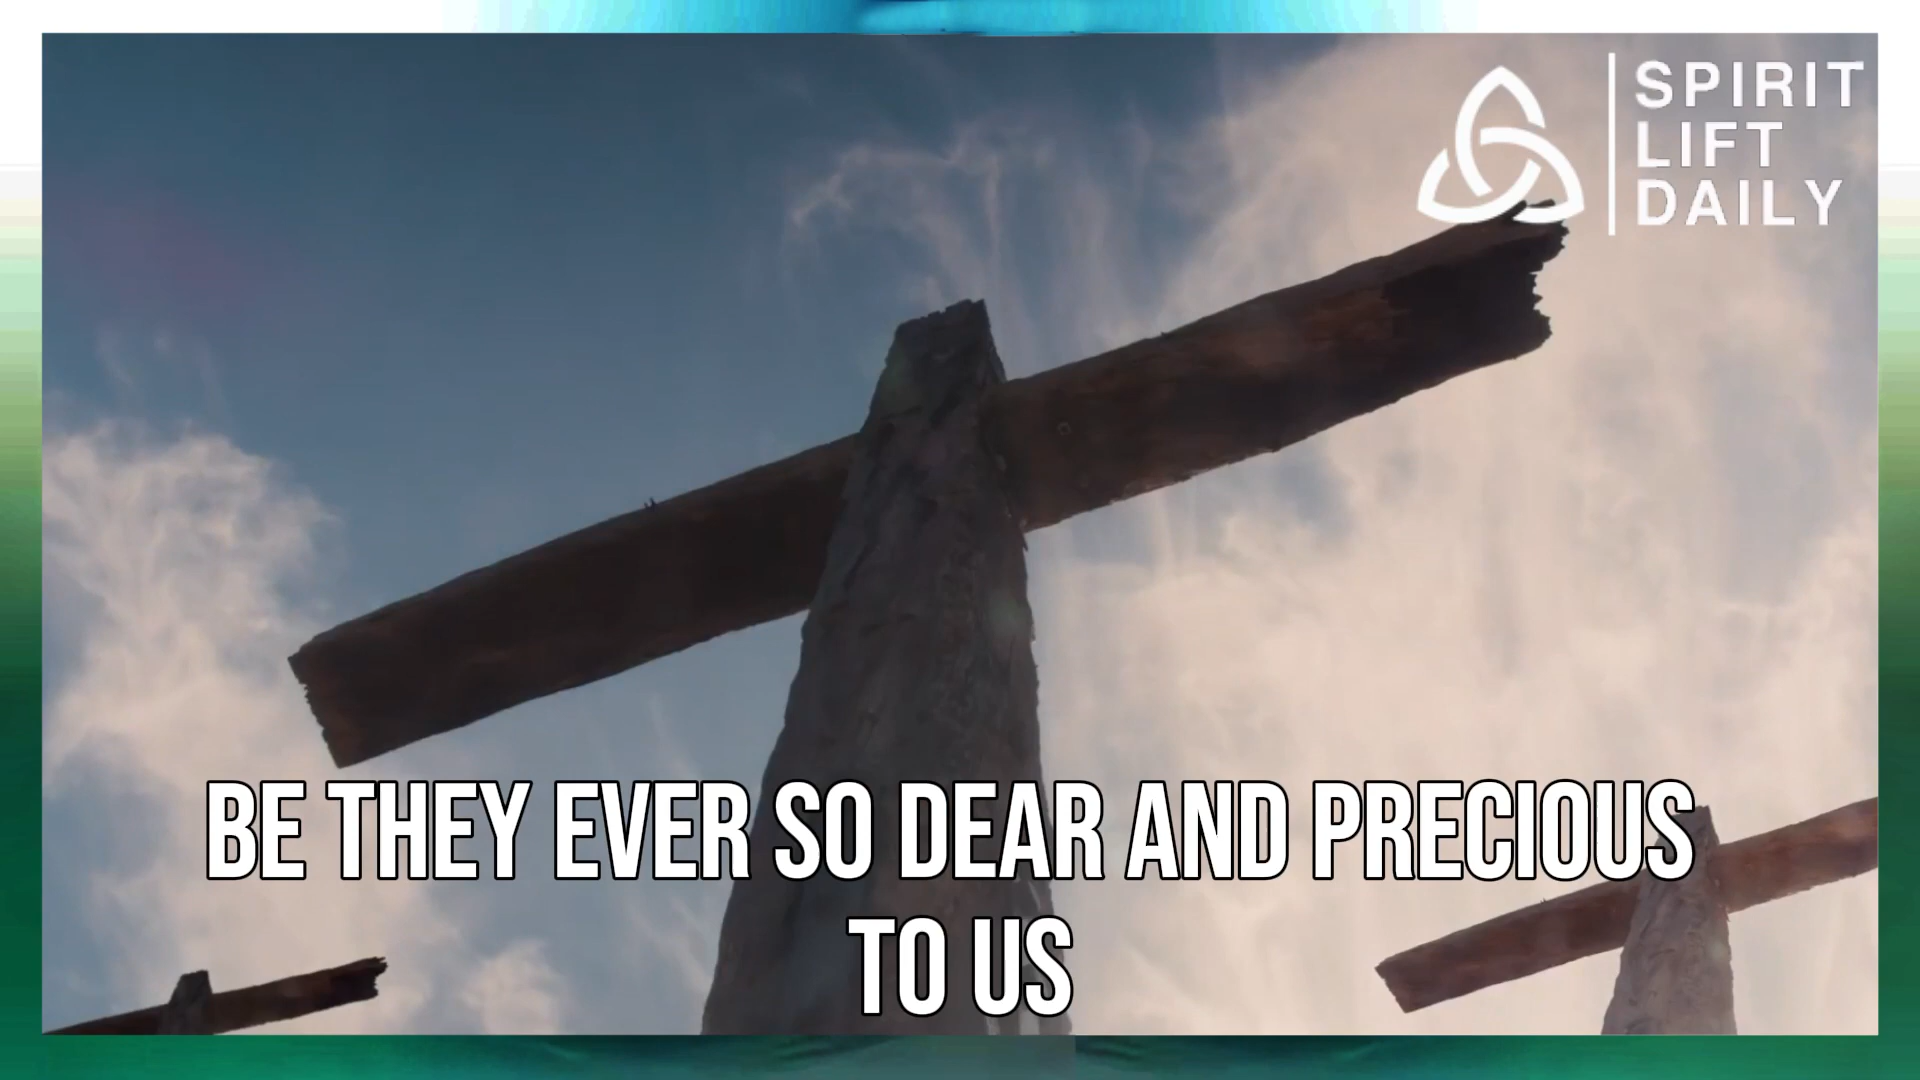 SPIRIT
LIFT
DAILY
BE THEY EVER SO DEAR AND PRECIOUS
TO US